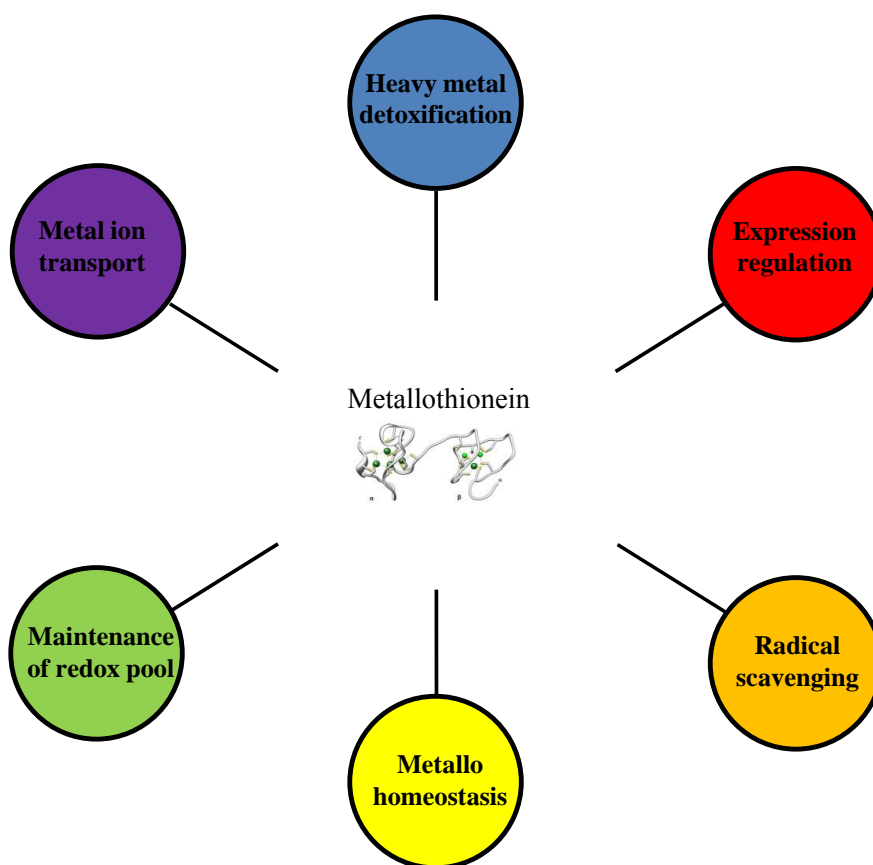 Heavy metal
detoxification
Metal ion
transport
Expression
regulation
Metallothionein
α
β
Maintenance
of redox pool
Radical
scavenging
Metallo
homeostasis